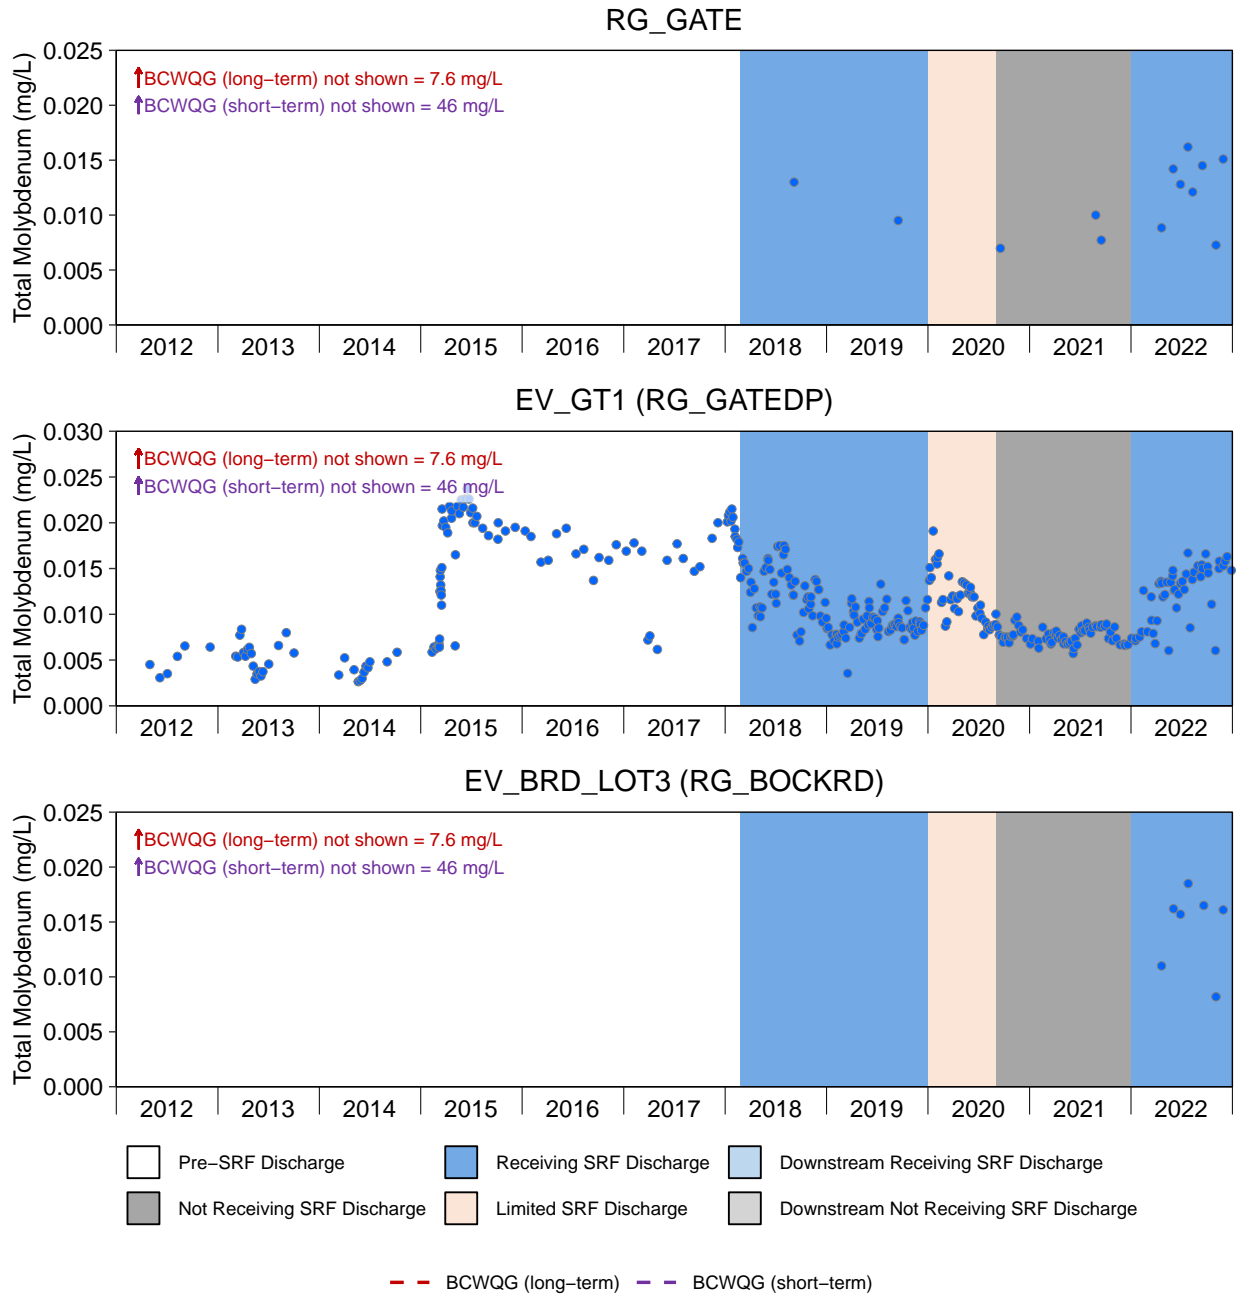 RG_GATE
Total Molybdenum (mg/L)
0.025
0.020
0.015
0.010
0.005
0.000
BCWQG (long−term) not shown = 7.6 mg/L
BCWQG (short−term) not shown = 46 mg/L
2012 2013 2014 2015 2016 2017 2018 2019 2020 2021 2022
EV_GT1 (RG_GATEDP)
Total Molybdenum (mg/L)
0.030
0.025
0.020
0.015
0.010
0.005
0.000
BCWQG (long−term) not shown = 7.6 mg/L
BCWQG (short−term) not shown = 46 mg/L
2012 2013 2014 2015 2016 2017 2018 2019 2020 2021 2022
EV_BRD_LOT3 (RG_BOCKRD)
Total Molybdenum (mg/L)
0.025
0.020
0.015
0.010
0.005
0.000
BCWQG (long−term) not shown = 7.6 mg/L
BCWQG (short−term) not shown = 46 mg/L
2012 2013 2014 2015 2016 2017 2018 2019 2020 2021 2022
Pre−SRF Discharge Receiving SRF Discharge Downstream Receiving SRF Discharge
Not Receiving SRF Discharge Limited SRF Discharge Downstream Not Receiving SRF Discharge
BCWQG (long−term) BCWQG (short−term)